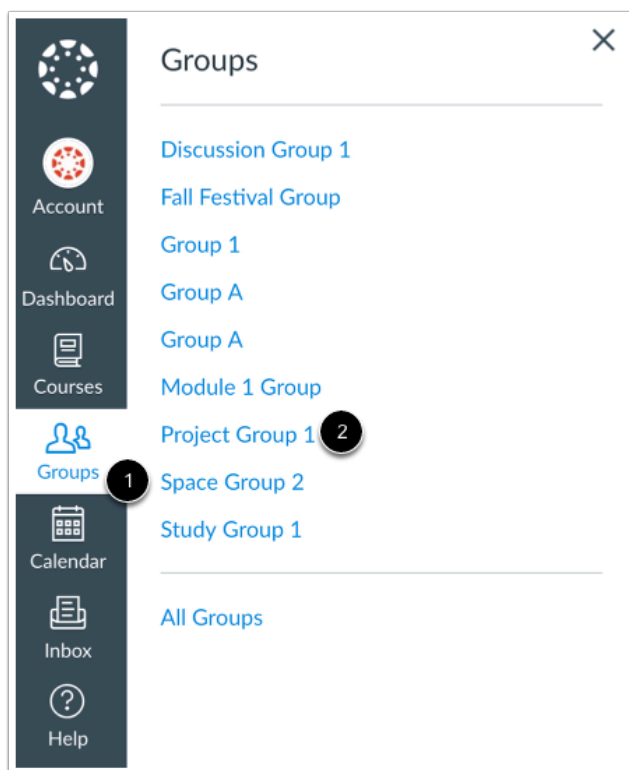 Groups
Account
Dashboard
Courses
Groups
1
Calendar
Inbox
Help
Discussion Group 1
Fall Festival Group
Group 1
Group A
Group A
Module 1 Group
Project Group 1 2
Space Group 2
Study Group 1
All Groups